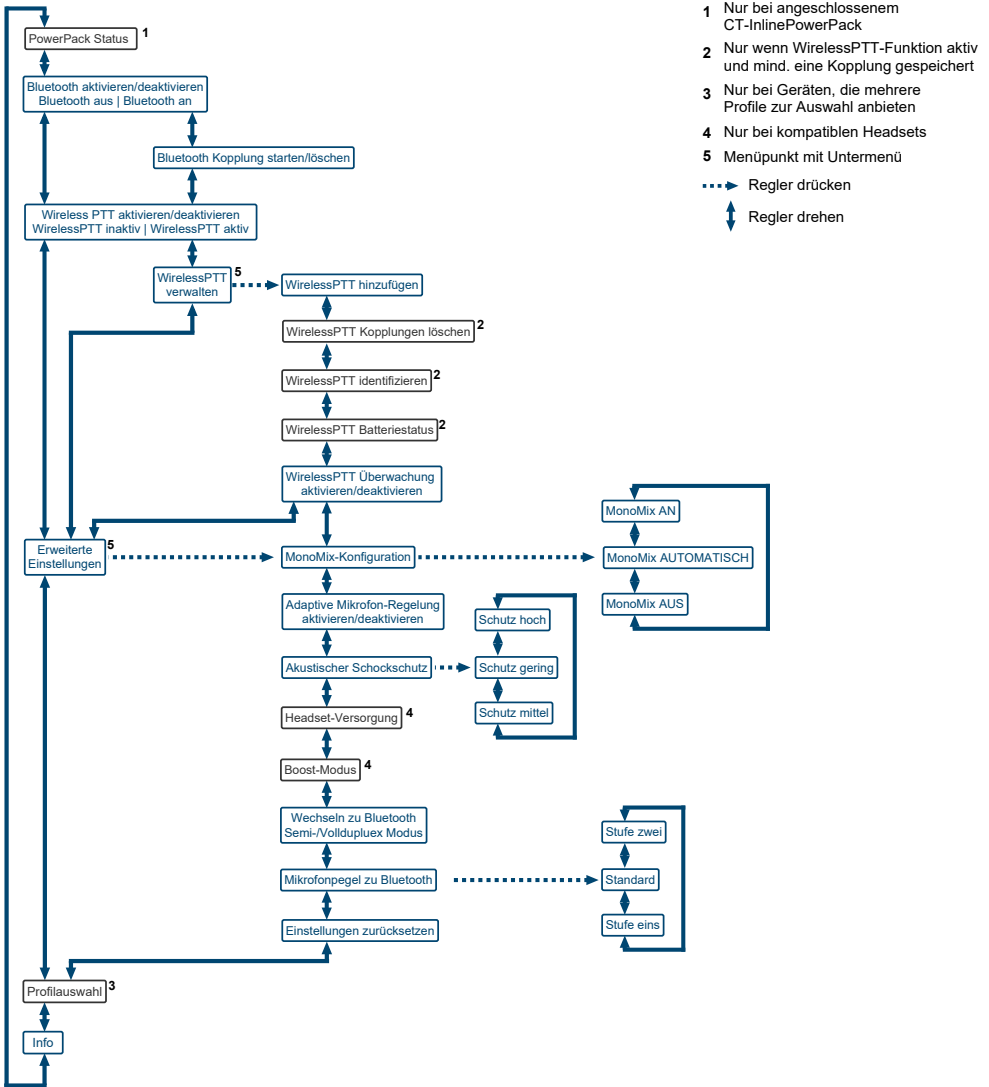 PowerPack Status 1
Bluetooth aktivieren/deaktivieren
Bluetooth aus | Bluetooth an
Bluetooth Kopplung starten/löschen
Wireless PTT aktivieren/deaktivieren
WirelessPTT inaktiv | WirelessPTT aktiv
WirelessPTT
verwalten
5
WirelessPTT hinzufügen
WirelessPTT Kopplungen löschen 2
WirelessPTT identifizieren 2
WirelessPTT Batteriestatus 2
WirelessPTT Überwachung
aktivieren/deaktivieren
Erweiterte
Einstellungen
5
MonoMix-Konfiguration
MonoMix AN
MonoMix AUTOMATISCH
MonoMix AUS
Adaptive Mikrofon-Regelung
aktivieren/deaktivieren
Akustischer Schockschutz
Schutz hoch
Schutz gering
Schutz mittel
Headset-Versorgung 4
Boost-Modus 4
Wechseln zu Bluetooth
Semi-/Volldupluex Modus
Mikrofonpegel zu Bluetooth
Stufe zwei
Standard
Stufe eins
Einstellungen zurücksetzen
Profilauswahl 3
Info
1 Nur bei angeschlossenem
CT-InlinePowerPack
2 Nur wenn WirelessPTT-Funktion aktiv
und mind. eine Kopplung gespeichert
3 Nur bei Geräten, die mehrere
Profile zur Auswahl anbieten
4 Nur bei kompatiblen Headsets
5 Menüpunkt mit Untermenü
Regler drücken
Regler drehen